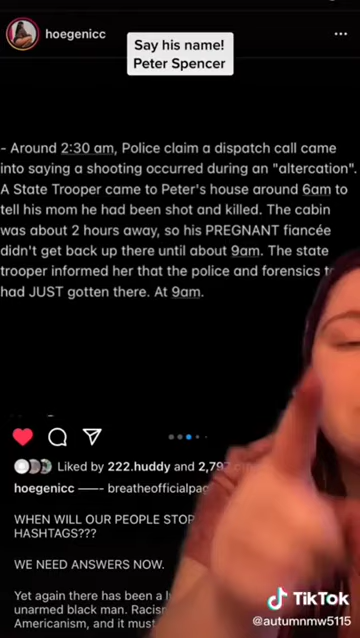 hoegenicc
Say his name!
Peter Spencer
- Around 2:30 am, Police claim a dispatch call came
into saying a shooting occurred during an "altercation".
A State Trooper came to Peter's house around 6am to
tell his mom he had been shot and killed. The cabin
was about 2 hours away, so his PREGNANT fiancée
didn't get back up there until about 9am. The state
trooper informed her that the police and forensics
had JUST gotten there. At 9am.
Liked by 222.huddy and
hoegenicc —— breatheofficialpag
WHEN WILL OUR PEOPLE STOP
HASHTAGS???
WE NEED ANSWERS NOW.
Yet again there has been a
unarmed black man.
Americanism, and it must
TikTok
@autumnmw5115